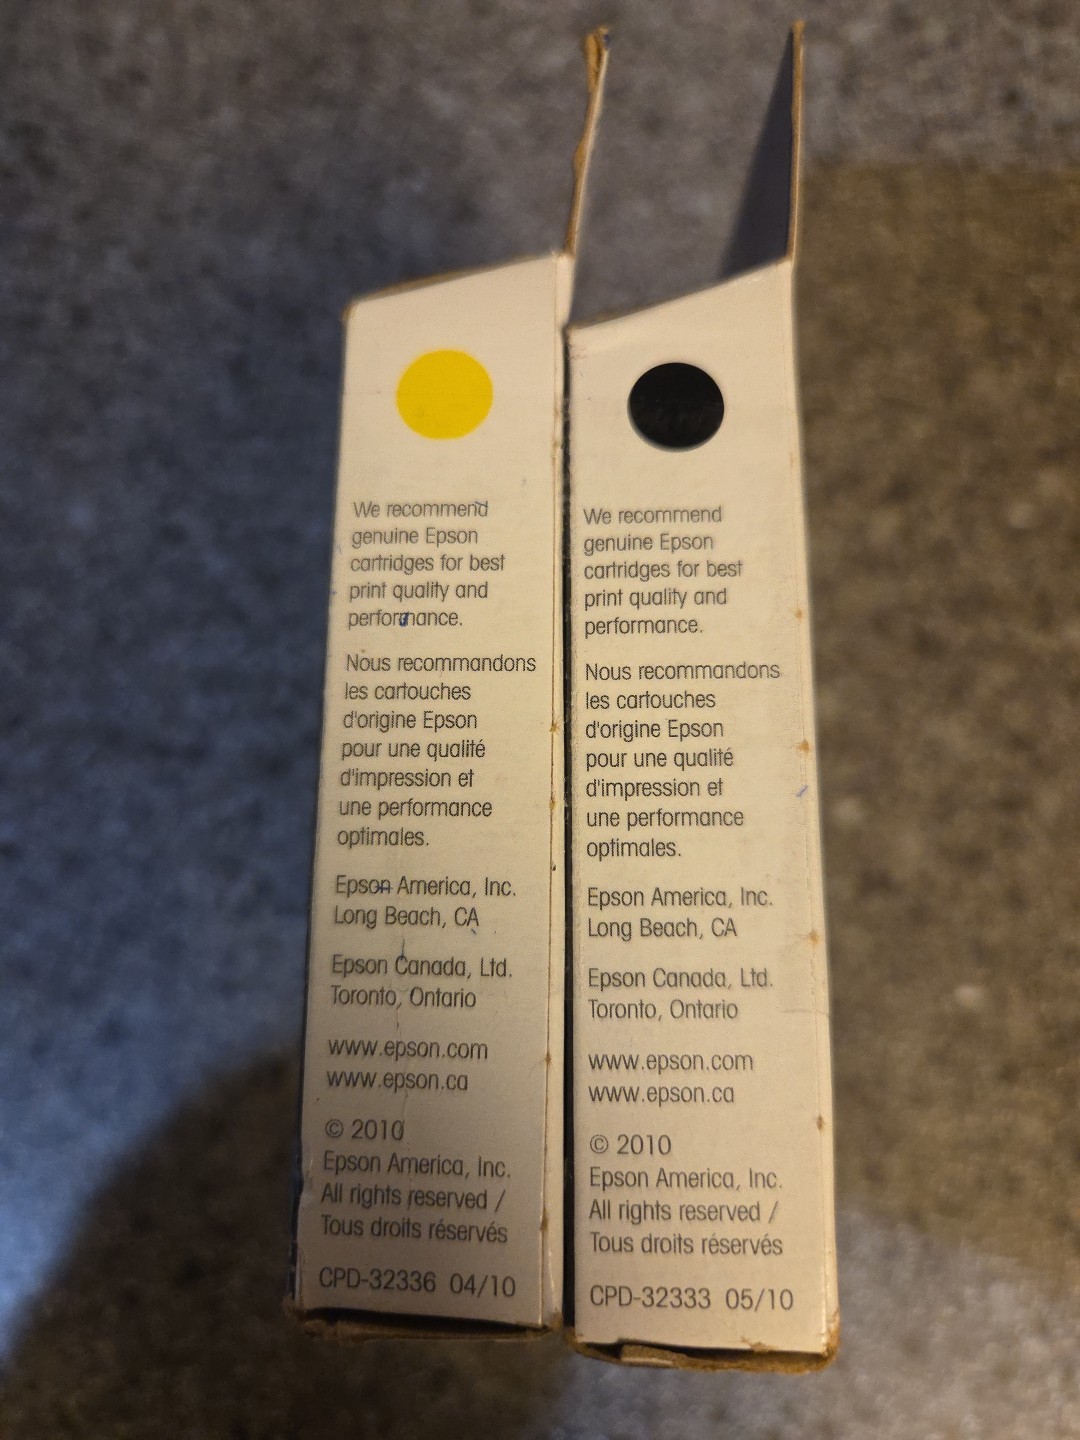 We recommend
genuine Epson
cartridges for best
print quality and
performance.
Nous recommandons
les cartouches
d'origine Epson
pour une qualité
d'impression et
une performance
optimales.
Epson America, Inc.
Long Beach, CA
Epson Canada, Ltd.
Toronto, Ontario
www.epson.com
www.epson.ca
© 2010
Epson America, Inc.
All rights reserved /
Tous droits réservés
CPD-32336 04/10
We recommend
genuine Epson
cartridges for best
print quality and
performance.
Nous recommandons
les cartouches
d'origine Epson
pour une qualité
d'impression et
une performance
optimales.
Epson America, Inc.
Long Beach, CA
Epson Canada, Ltd.
Toronto, Ontario
www.epson.com
www.epson.ca
© 2010
Epson America, Inc.
All rights reserved /
Tous droits réservés
CPD-32333 05/10